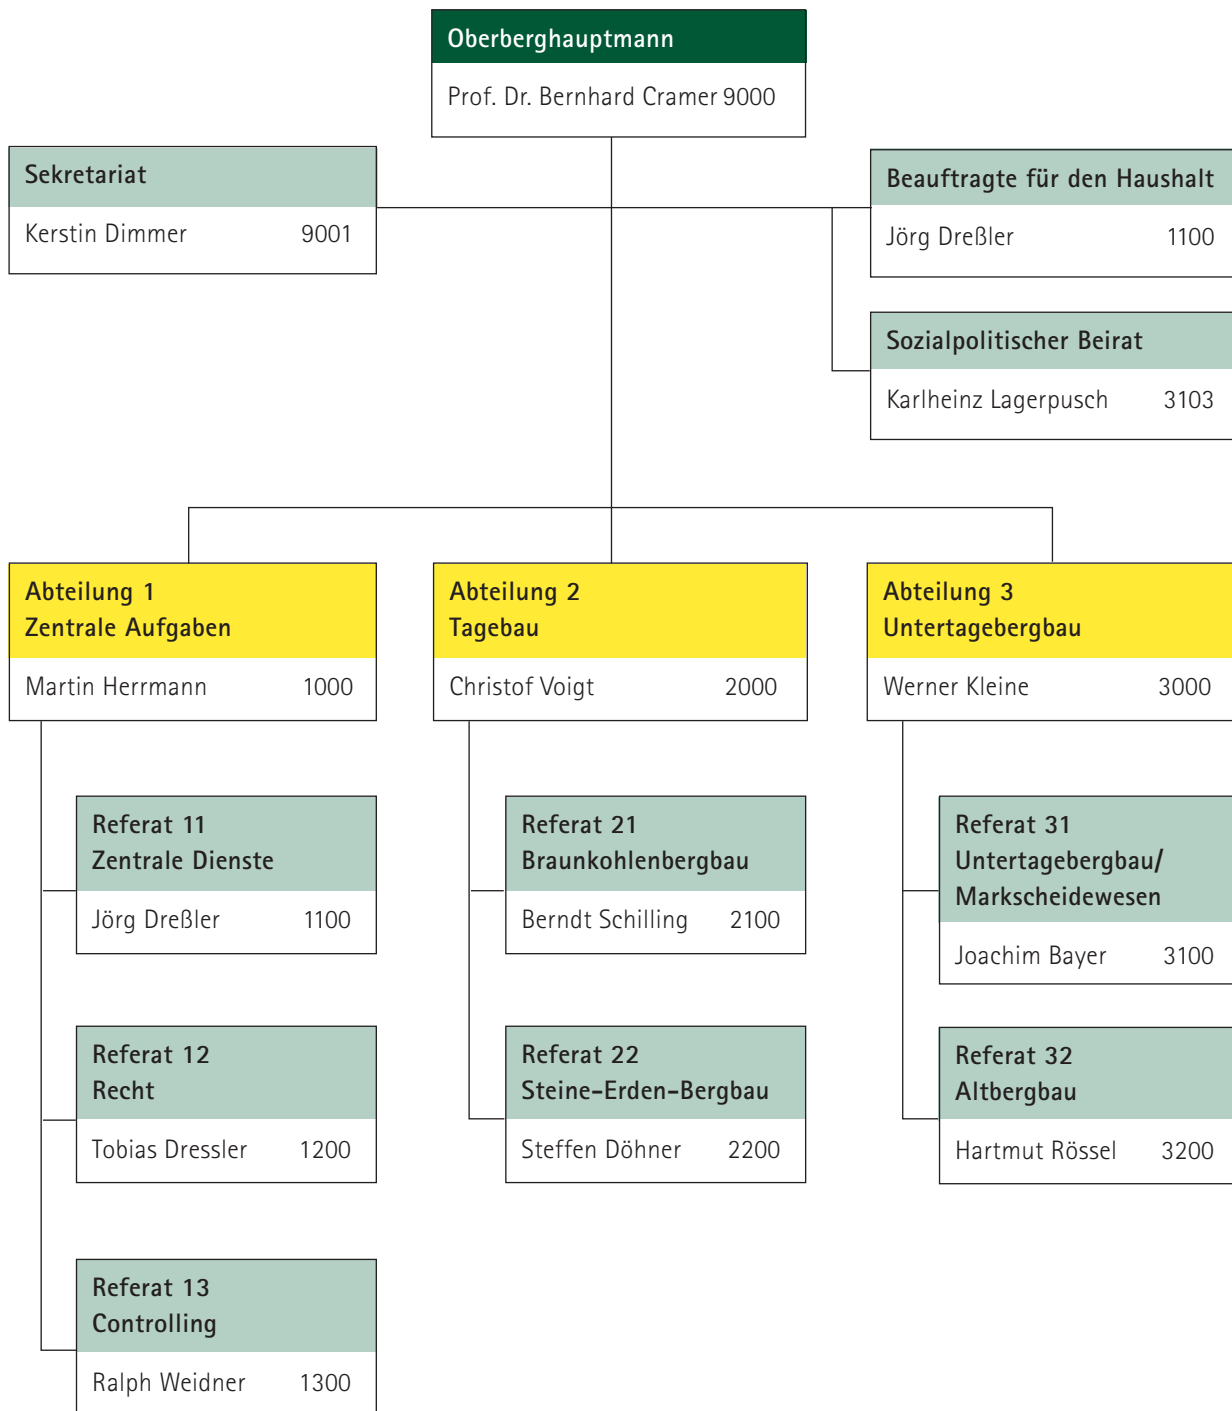 Oberberghauptmann
Prof. Dr. Bernhard Cramer 9000
Sekretariat
Kerstin Dimmer 9001
Beauftragte für den Haushalt
Jörg Dreßler 1100
Sozialpolitischer Beirat
Karlheinz Lagerpusch 3103
Abteilung 1
Zentrale Aufgaben
Martin Herrmann 1000
Abteilung 2
Tagebau
Christof Voigt 2000
Abteilung 3
Untertagebergbau
Werner Kleine 3000
Referat 11
Zentrale Dienste
Jörg Dreßler 1100
Referat 12
Recht
Tobias Dressler 1200
Referat 13
Controlling
Ralph Weidner 1300
Referat 21
Braunkohlenbergbau
Berndt Schilling 2100
Referat 22
Steine-Erden-Bergbau
Steffen Döhner 2200
Referat 31
Untertagebergbau/
Markscheidewesen
Joachim Bayer 3100
Referat 32
Altbergbau
Hartmut Rössel 3200